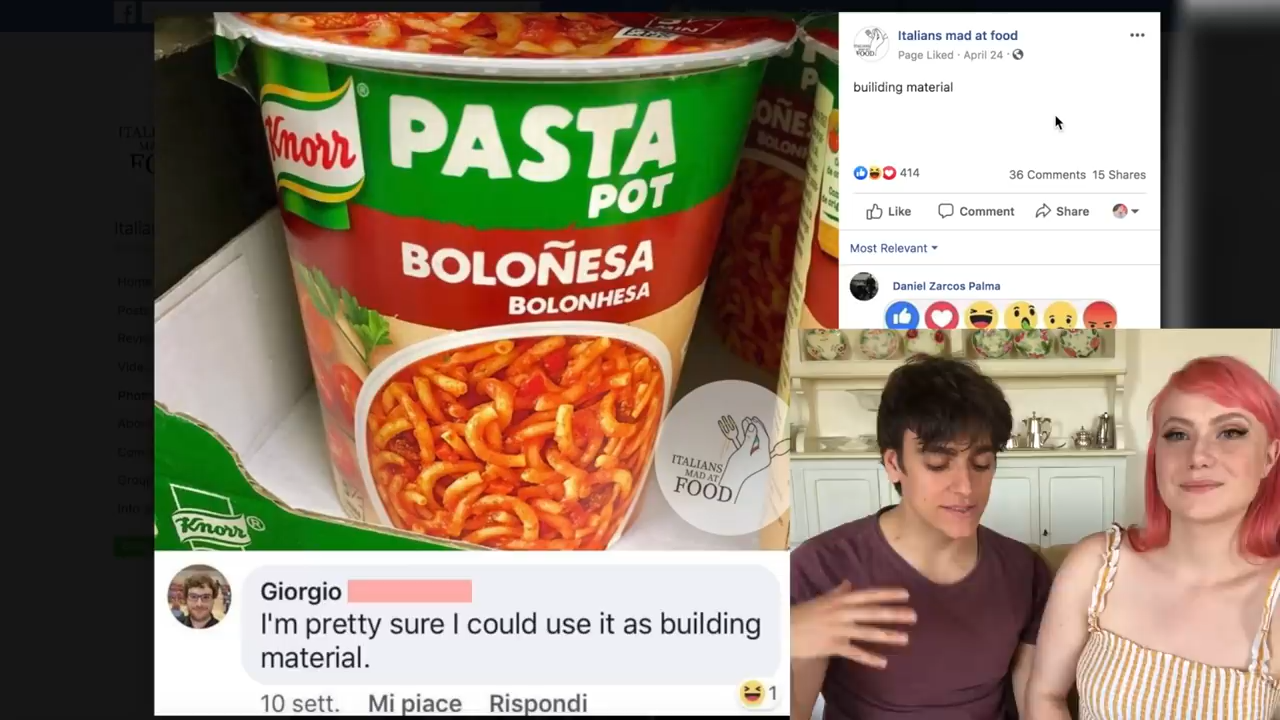 Knorr®
PASTA
POT
BOLOÑESA
BOLONHESA
Knorr®
ITALIANS
MAD AT
FOOD
Giorgio
I'm pretty sure I could use it as building
material.
10 sett. Mi piace Rispondi
1
Italians mad at food
Page Liked · April 24 ·
builiding material
414
36 Comments 15 Shares
Like Comment Share
Most Relevant
Daniel Zarcos Palma